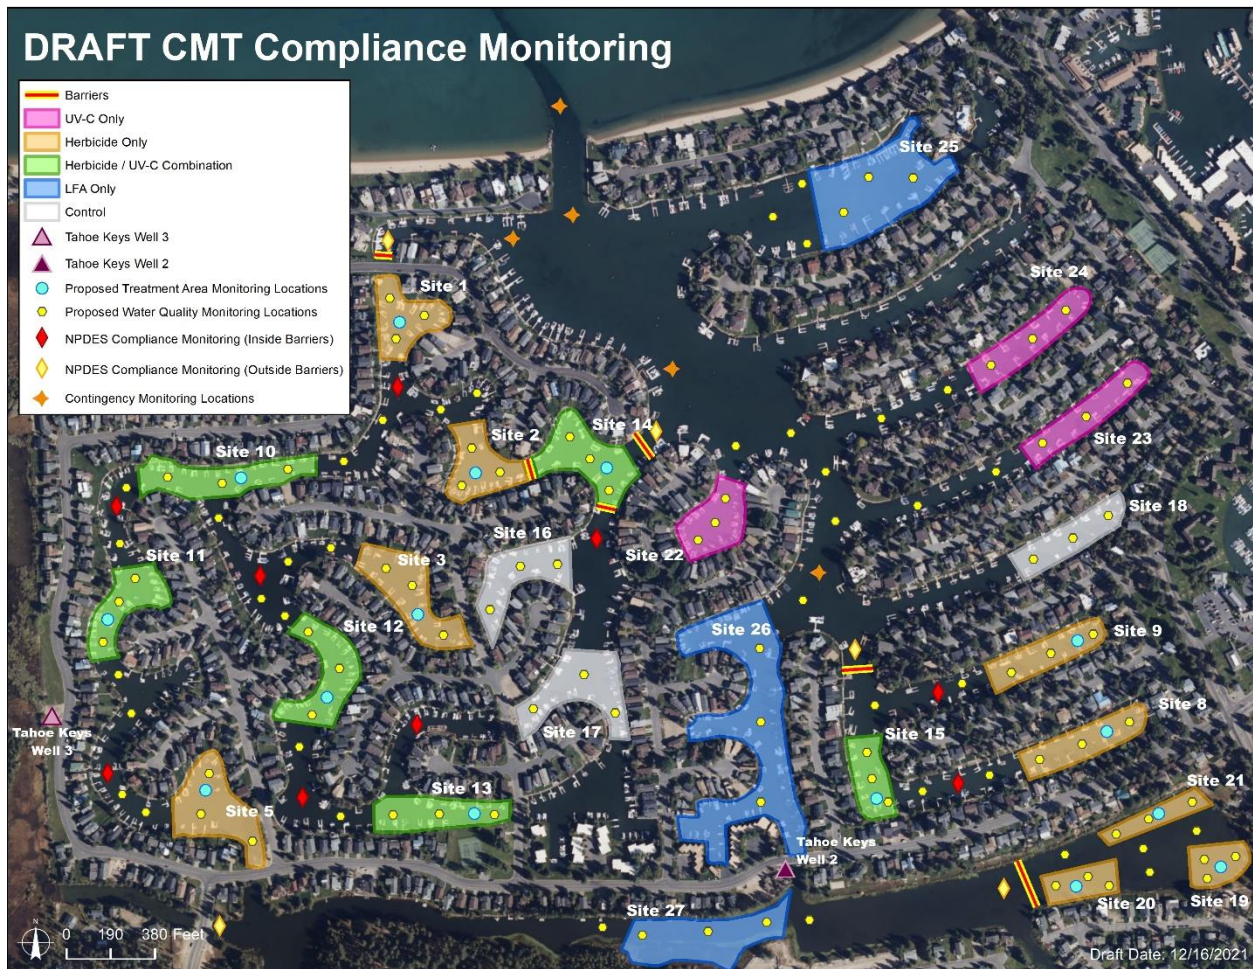 DRAFT CMT Compliance Monitoring
Barriers
UV-C Only
Herbicide Only
Herbicide / UV-C Combination
LFA Only
Control
Tahoe Keys Well 3
Tahoe Keys Well 2
Proposed Treatment Area Monitoring Locations
Proposed Water Quality Monitoring Locations
NPDES Compliance Monitoring (Inside Barriers)
NPDES Compliance Monitoring (Outside Barriers)
Contingency Monitoring Locations
Site 25
Site 24
Site 1
Site 23
Site 2
Site 14
Site 10
Site 18
Site 16
Site 22
Site 11
Site 3
Site 12
Site 26
Site 9
Site 8
Tahoe Keys
Well 3
Site 17
Site 15
Site 21
Site 13
Site 5
Tahoe Keys
Well 2
Site 20
Site 19
Site 27
N
0 190 380 Feet
Draft Date: 12/16/2021